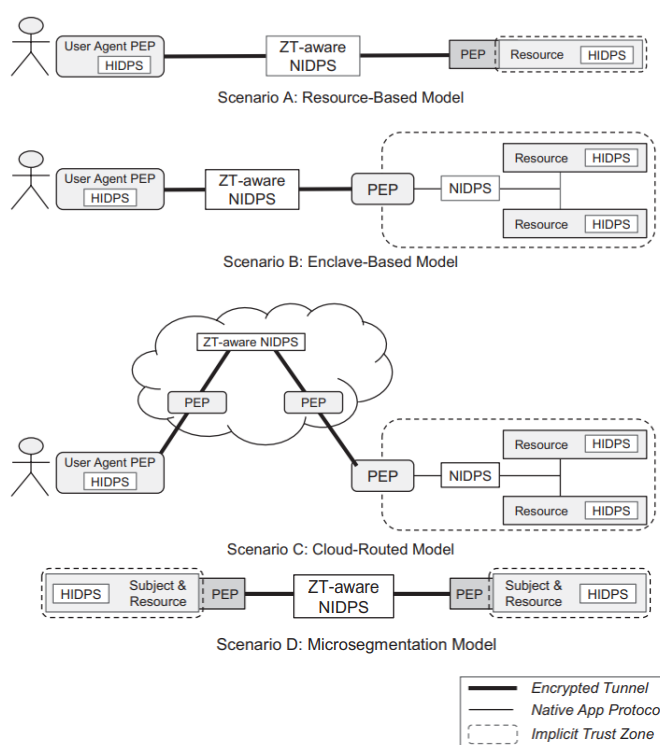 User Agent PEP
HIDPS
ZT-aware
NIDPS
PEP
Resource
HIDPS
Scenario A: Resource-Based Model
User Agent PEP
HIDPS
ZT-aware
NIDPS
PEP
NIDPS
Resource
HIDPS
Resource
HIDPS
Scenario B: Enclave-Based Model
ZT-aware NIDPS
PEP
PEP
User Agent PEP
HIDPS
PEP
NIDPS
Resource
HIDPS
Resource
HIDPS
Scenario C: Cloud-Routed Model
HIDPS
Subject &
Resource
PEP
ZT-aware
NIDPS
PEP
Subject &
Resource
HIDPS
Scenario D: Microsegmentation Model
Encrypted Tunnel
Native App Protoco
Implicit Trust Zone